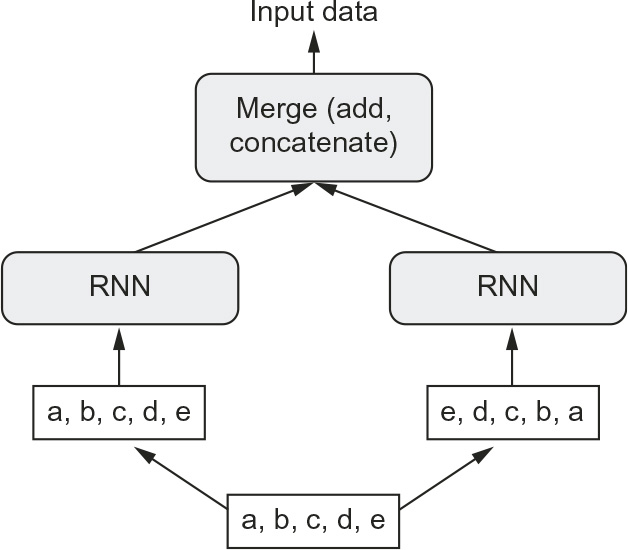 Input data
Merge (add,
concatenate)
RNN
RNN
a, b, c, d, e
e, d, c, b, a
a, b, c, d, e